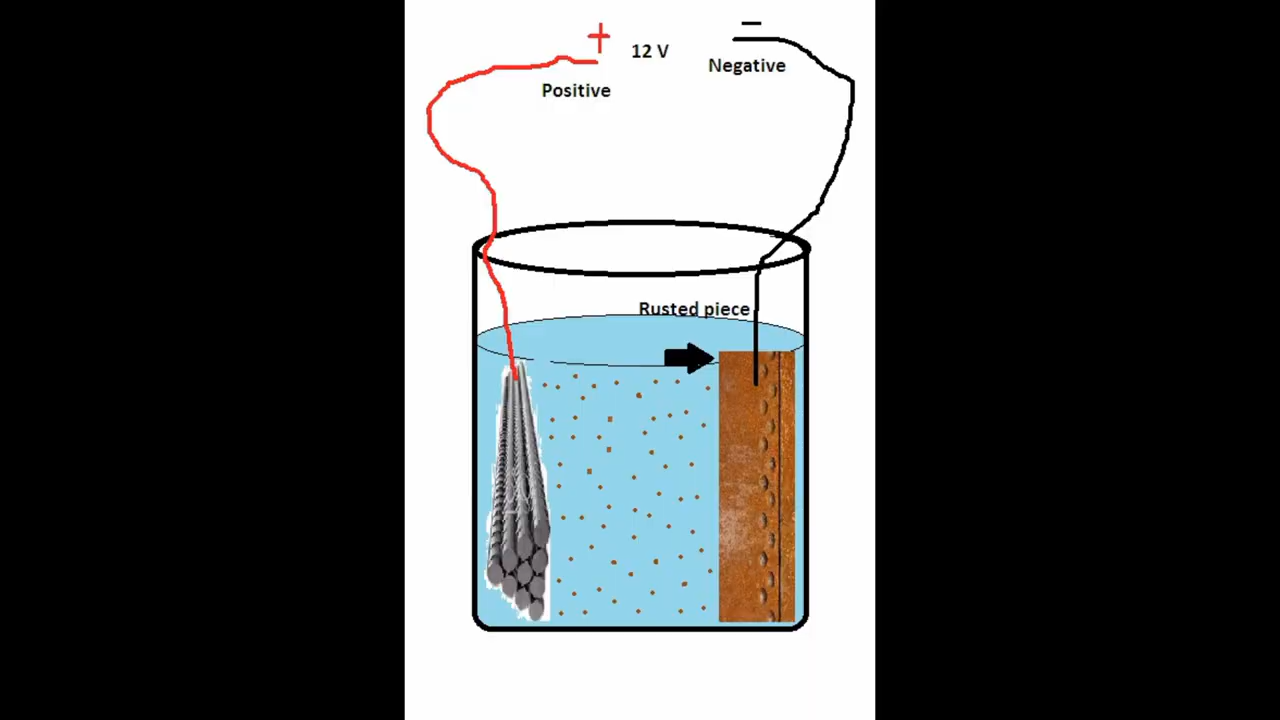 +
12 V
−
Negative
Positive
Rusted piece